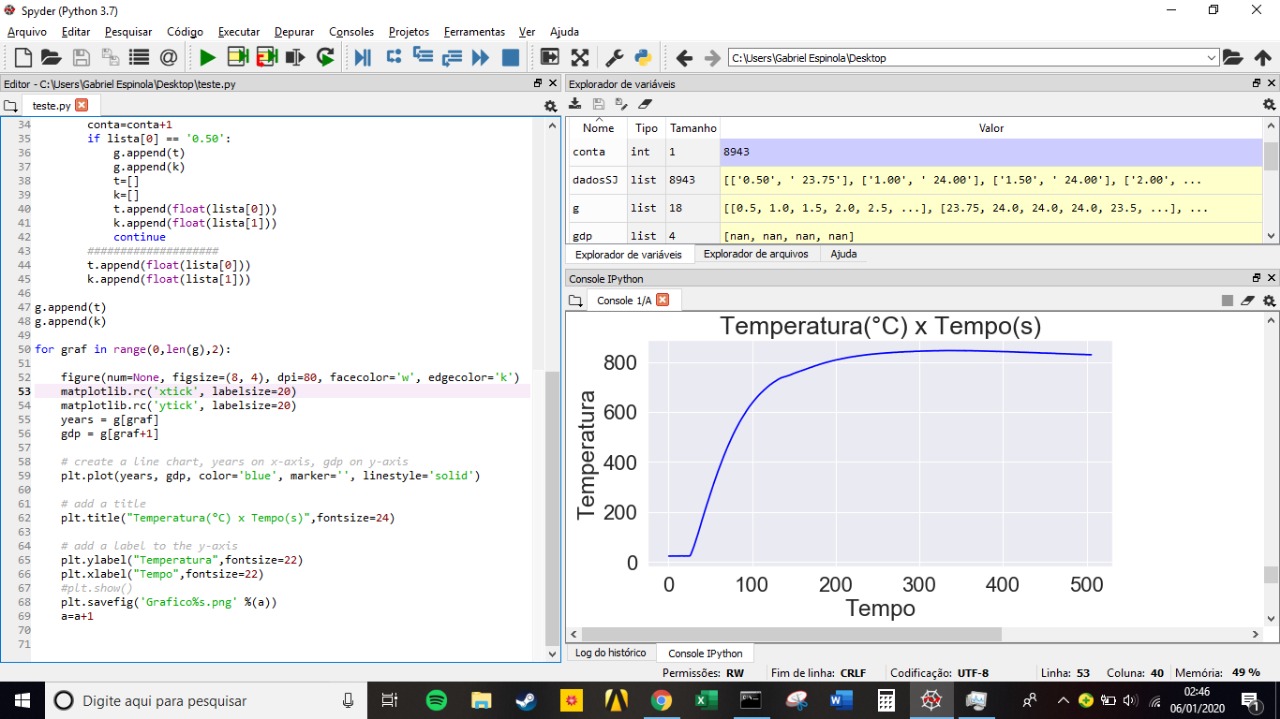 Spyder (Python 3.7)
Arquivo Editar Pesquisar Código Executar Depurar Consoles Projetos Ferramentas Ver Ajuda
C:\Users\Gabriel Espinola\Desktop
Editor - C:\Users\Gabriel Espinola\Desktop\teste.py
teste.py
34         conta=conta+1
35         if lista[0] == '0.50':
36             g.append(t)
37             g.append(k)
38             t=[]
39             k=[]
40             t.append(float(lista[0]))
41             k.append(float(lista[1]))
42             continue
43         ####################
44         t.append(float(lista[0]))
45         k.append(float(lista[1]))
46
47 g.append(t)
48 g.append(k)
49
50 for graf in range(0,len(g),2):
51
52     figure(num=None, figsize=(8, 4), dpi=80, facecolor='w', edgecolor='k')
53     matplotlib.rc('xtick', labelsize=20)
54     matplotlib.rc('ytick', labelsize=20)
55     years = g[graf]
56     gdp = g[graf+1]
57
58     # create a line chart, years on x-axis, gdp on y-axis
59     plt.plot(years, gdp, color='blue', marker='', linestyle='solid')
60
61     # add a title
62     plt.title("Temperatura(°C) x Tempo(s)",fontsize=24)
63
64     # add a label to the y-axis
65     plt.ylabel("Temperatura",fontsize=22)
66     plt.xlabel("Tempo",fontsize=22)
67     #plt.show()
68     plt.savefig('Grafico%s.png' %(a))
69     a=a+1
70
71
Explorador de variáveis
Nome Tipo Tamanho Valor
conta int 1 8943
dadosSJ list 8943 [['0.50', ' 23.75'], ['1.00', ' 24.00'], ['1.50', ' 24.00'], ['2.00', ' ...
g list 18 [[0.5, 1.0, 1.5, 2.0, 2.5, ...], [23.75, 24.0, 24.0, 24.0, 23.5, ...], ...
gdp list 4 [nan, nan, nan, nan]
Explorador de variáveis Explorador de arquivos Ajuda
Console IPython
Console 1/A
Temperatura(°C) x Tempo(s)
Temperatura
800
600
400
200
0
0 100 200 300 400 500
Tempo
Log do histórico Console IPython
Permissões: RW Fim de linha: CRLF Codificação: UTF-8 Linha: 53 Coluna: 40 Memória: 49 %
Digite aqui para pesquisar
02:46
06/01/2020
1